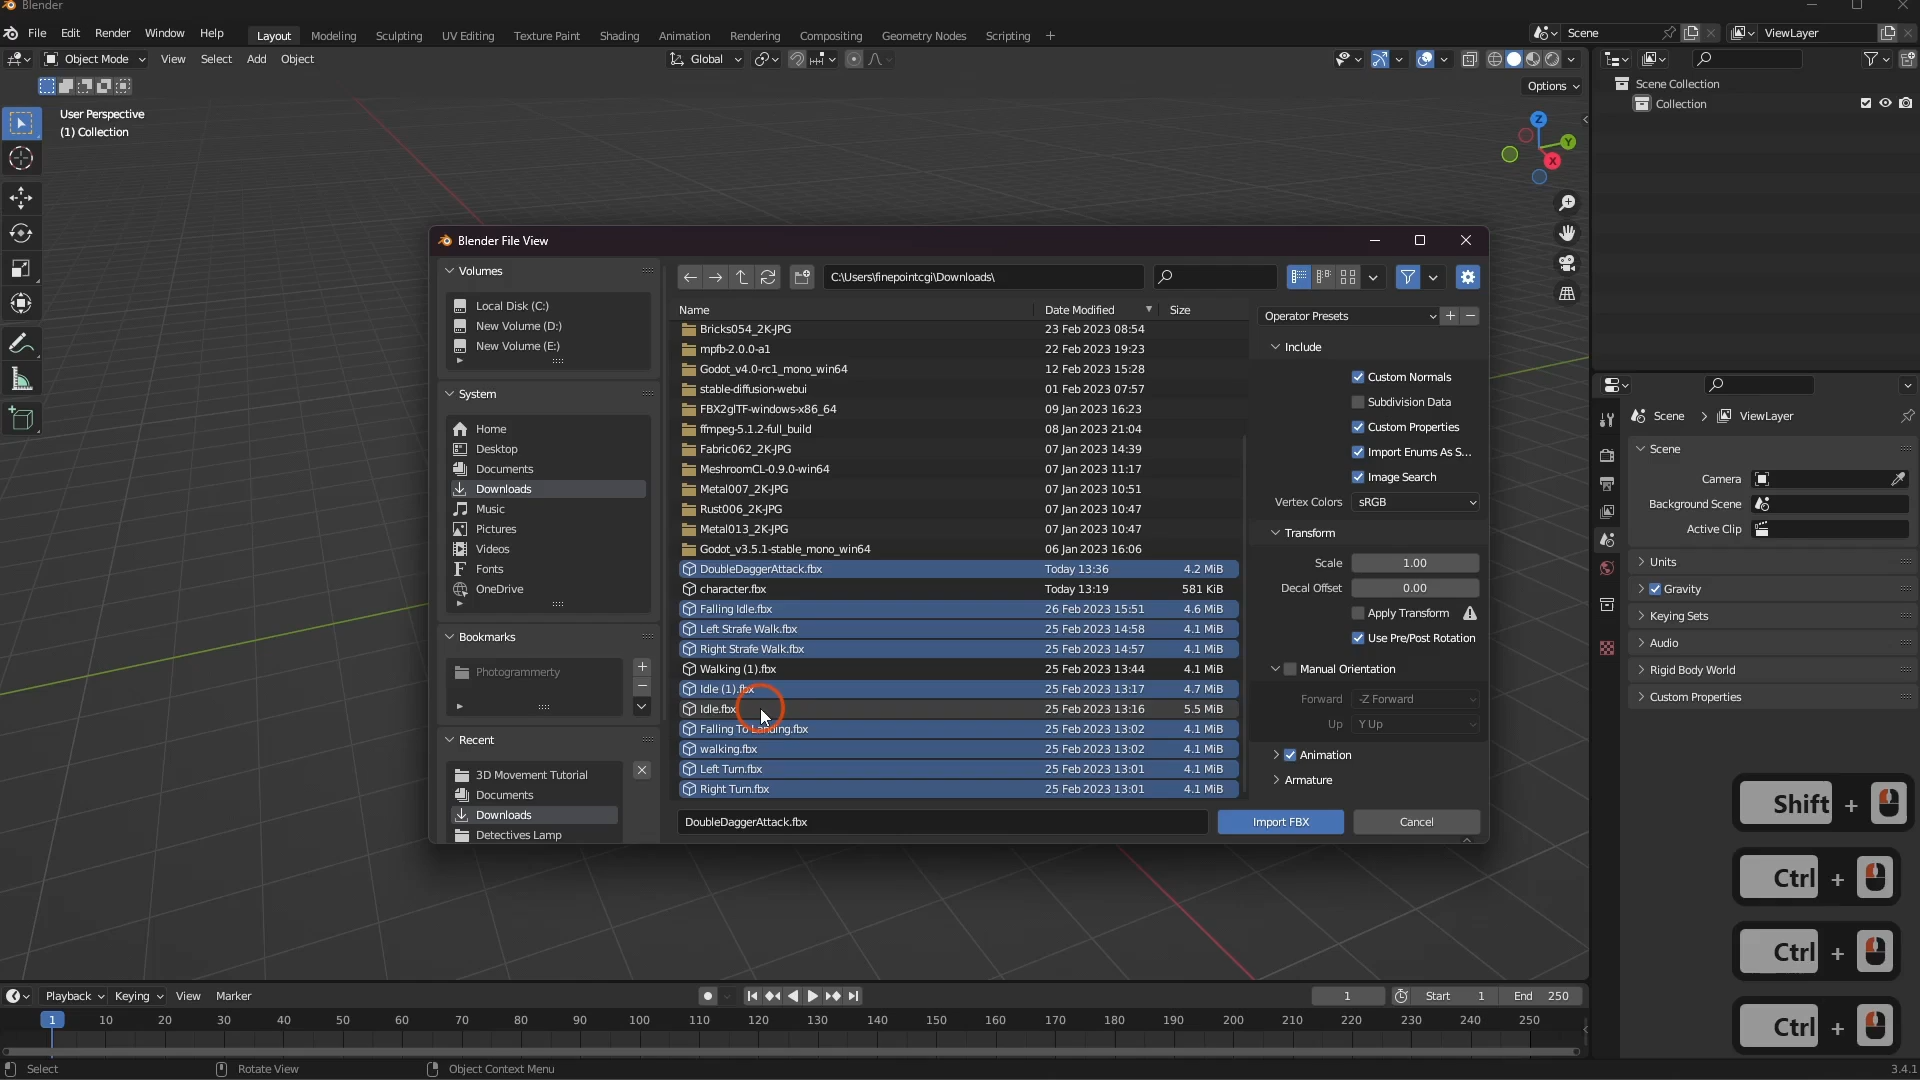 Blender
File Edit Render Window Help Layout Modeling Sculpting UV Editing Texture Paint Shading Animation Rendering Compositing Geometry Nodes Scripting + Scene ViewLayer
Object Mode View Select Add Object Global
Options
User Perspective
(1) Collection
Z
Y
X
Scene Collection
Collection
Blender File View
Volumes
Local Disk (C:)
New Volume (D:)
New Volume (E:)
System
Home
Desktop
Documents
Downloads
Music
Pictures
Videos
Fonts
OneDrive
Bookmarks
Photogrammerty
Recent
3D Movement Tutorial
Documents
Downloads
Detectives Lamp
C:\Users\finepointcgi\Downloads\
Name Date Modified Size
Bricks054_2K-JPG 23 Feb 2023 08:54
mpfb-2.0.0-a1 22 Feb 2023 19:23
Godot_v4.0-rc1_mono_win64 12 Feb 2023 15:28
stable-diffusion-webui 01 Feb 2023 07:57
FBX2glTF-windows-x86_64 09 Jan 2023 16:23
ffmpeg-5.1.2-full_build 08 Jan 2023 21:04
Fabric062_2K-JPG 07 Jan 2023 14:39
MeshroomCL-0.9.0-win64 07 Jan 2023 11:17
Metal007_2K-JPG 07 Jan 2023 10:51
Rust006_2K-JPG 07 Jan 2023 10:47
Metal013_2K-JPG 07 Jan 2023 10:47
Godot_v3.5.1-stable_mono_win64 06 Jan 2023 16:06
DoubleDaggerAttack.fbx Today 13:36 4.2 MiB
character.fbx Today 13:19 581 KiB
Falling Idle.fbx 26 Feb 2023 15:51 4.6 MiB
Left Strafe Walk.fbx 25 Feb 2023 14:58 4.1 MiB
Right Strafe Walk.fbx 25 Feb 2023 14:57 4.1 MiB
Walking (1).fbx 25 Feb 2023 13:44 4.1 MiB
Idle (1).fbx 25 Feb 2023 13:17 4.7 MiB
Idle.fbx 25 Feb 2023 13:16 5.5 MiB
Falling To Landing.fbx 25 Feb 2023 13:02 4.1 MiB
walking.fbx 25 Feb 2023 13:02 4.1 MiB
Left Turn.fbx 25 Feb 2023 13:01 4.1 MiB
Right Turn.fbx 25 Feb 2023 13:01 4.1 MiB
DoubleDaggerAttack.fbx Import FBX Cancel
Operator Presets + −
Include
Custom Normals
Subdivision Data
Custom Properties
Import Enums As S...
Image Search
Vertex Colors sRGB
Transform
Scale 1.00
Decal Offset 0.00
Apply Transform
Use Pre/Post Rotation
Manual Orientation
Forward -Z Forward
Up Y Up
Animation
Armature
Scene ViewLayer
Scene
Camera
Background Scene
Active Clip
Units
Gravity
Keying Sets
Audio
Rigid Body World
Custom Properties
Shift +
Ctrl +
Ctrl +
Ctrl +
Playback Keying View Marker 1 Start 1 End 250
1 10 20 30 40 50 60 70 80 90 100 110 120 130 140 150 160 170 180 190 200 210 220 230 240 250
Select Rotate View Object Context Menu 3.4.1